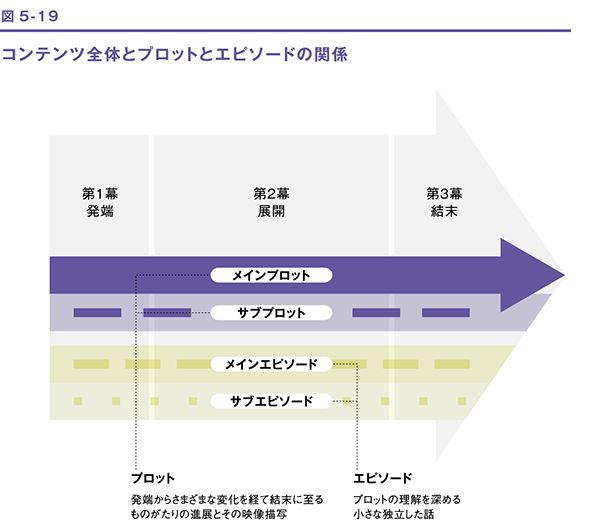 図 5-19
コンテンツ全体とプロットとエピソードの関係
第1幕
発端
第2幕
展開
第3幕
結末
メインプロット
サブプロット
メインエピソード
サブエピソード
プロット
発端からさまざまな変化を経て結末に至る
ものがたりの進展とその映像描写
エピソード
プロットの理解を深める
小さな独立した話